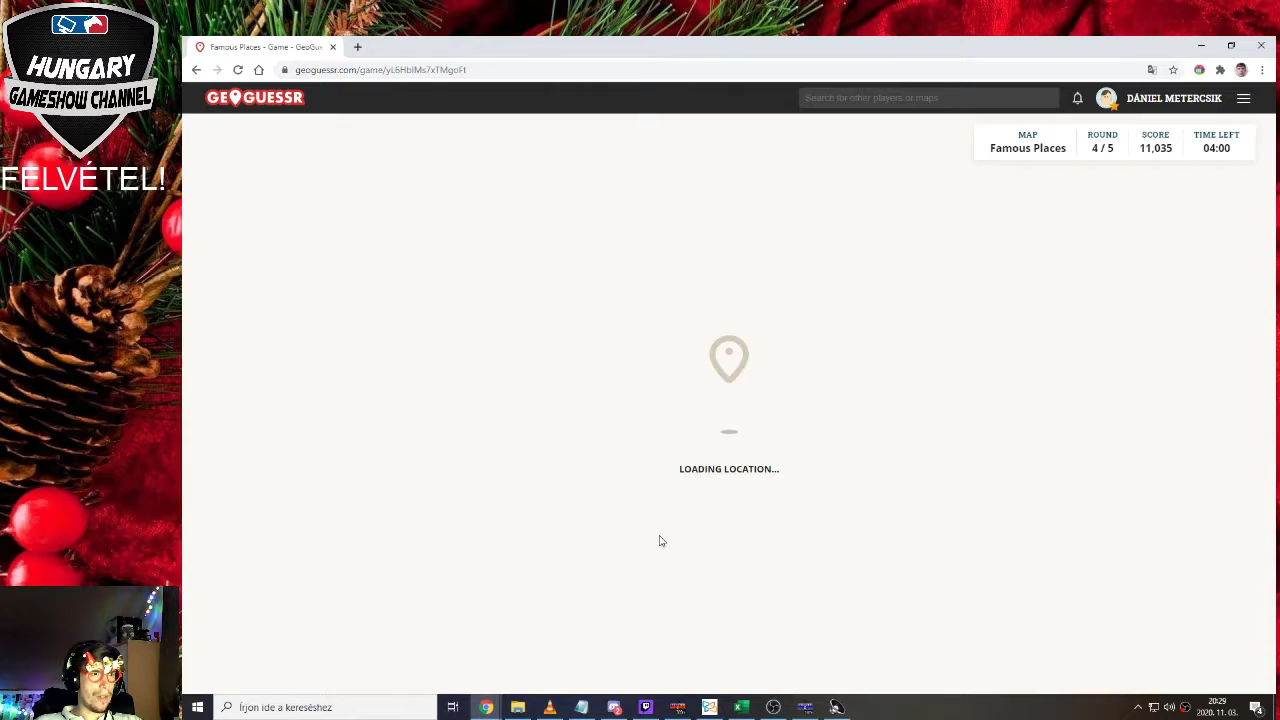 HUNGARY
GAMESHOW CHANNEL
FELVÉTEL!
Famous Places - Game - GeoGue
geoguessr.com/game/yL6HblMs7xTMgoFt
GEOGUESSR
Search for other players or maps
DÁNIEL METERCSIK
MAP
Famous Places
ROUND
4 / 5
SCORE
11,035
TIME LEFT
04:00
LOADING LOCATION...
Írjon ide a kereséshez
20:29
2020. 11. 03.